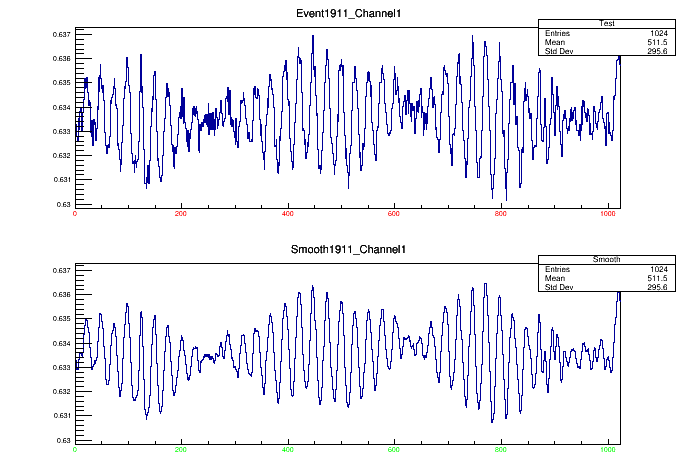 Event1911_Channel1
Test
Entries 1024
Mean 511.5
Std Dev 295.6
0.637
0.636
0.635
0.634
0.633
0.632
0.631
0.63
0 200 400 600 800 1000
Smooth1911_Channel1
Smooth
Entries 1024
Mean 511.5
Std Dev 295.6
0.637
0.636
0.635
0.634
0.633
0.632
0.631
0.63
0 200 400 600 800 1000